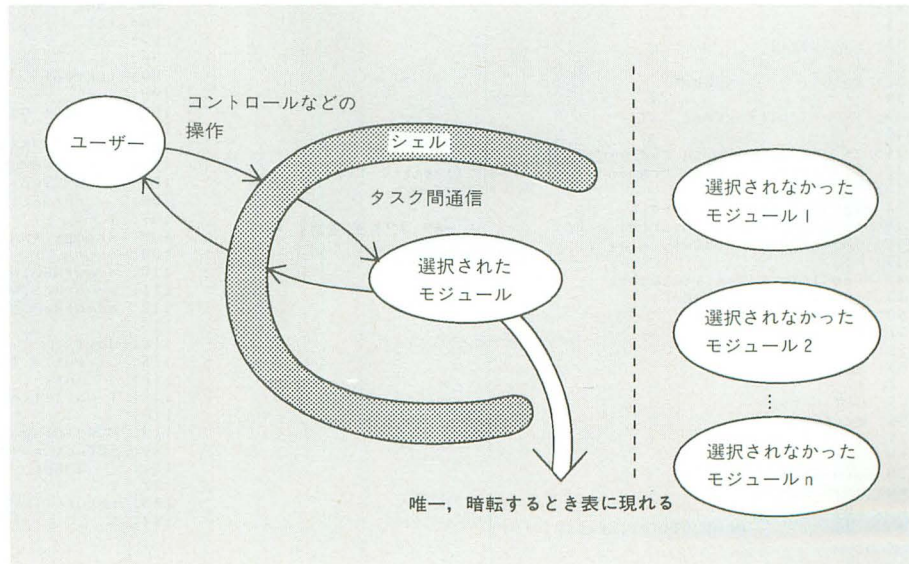 ユーザー
コントロールなどの
操作
シェル
タスク間通信
選択された
モジュール
唯一，暗転するとき表に現れる
選択されなかった
モジュール1
選択されなかった
モジュール2
⋮
選択されなかった
モジュールn